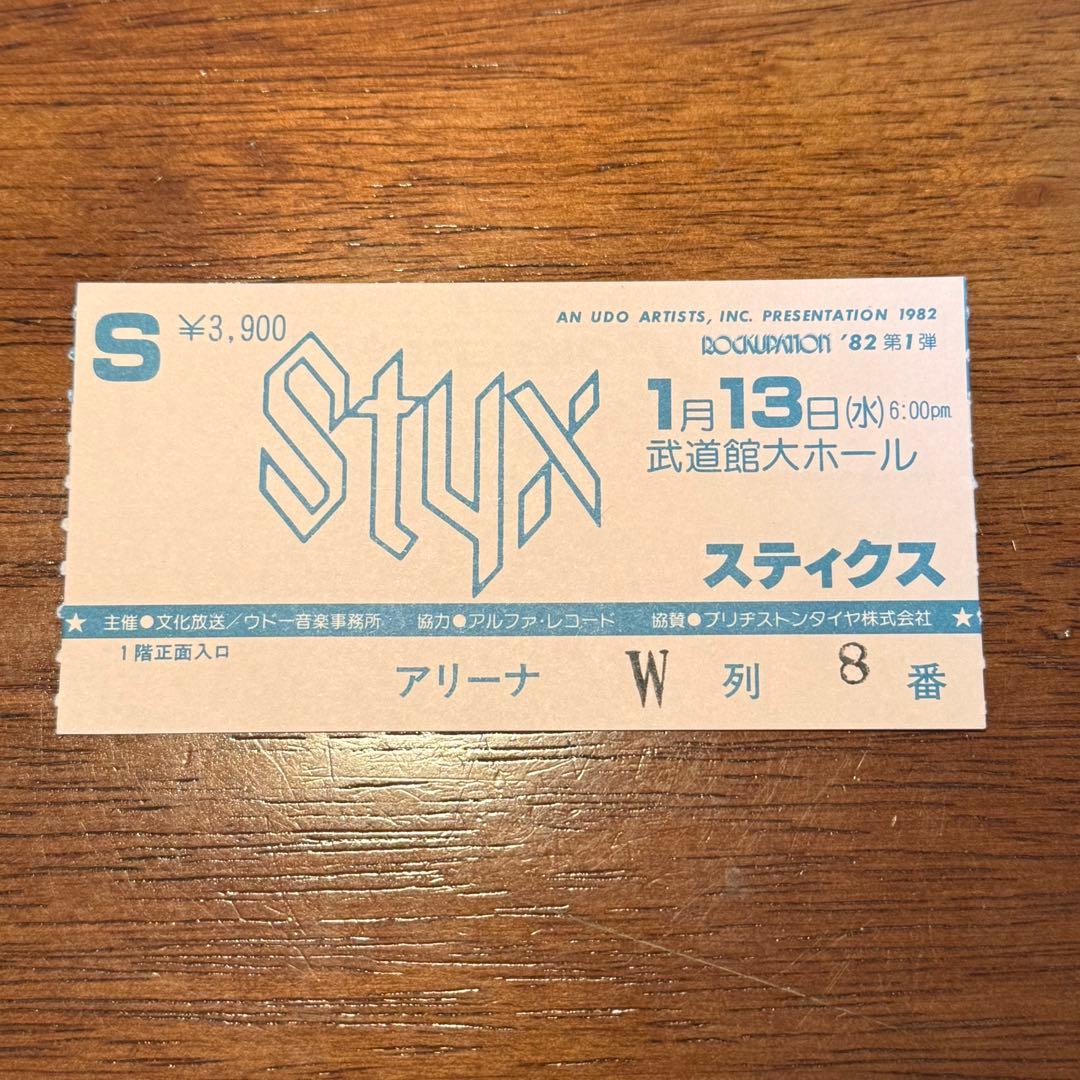 S ¥3,900
AN UDO ARTISTS, INC. PRESENTATION 1982
ROCKUPATION '82 第1弾
Styx
1月13日(水)6:00pm
武道館大ホール
スティクス
★ 主催●文化放送/ウドー音楽事務所 協力●アルファ・レコード 協賛●ブリヂストンタイヤ株式会社 ★
1階正面入口
アリーナ W 列 8 番